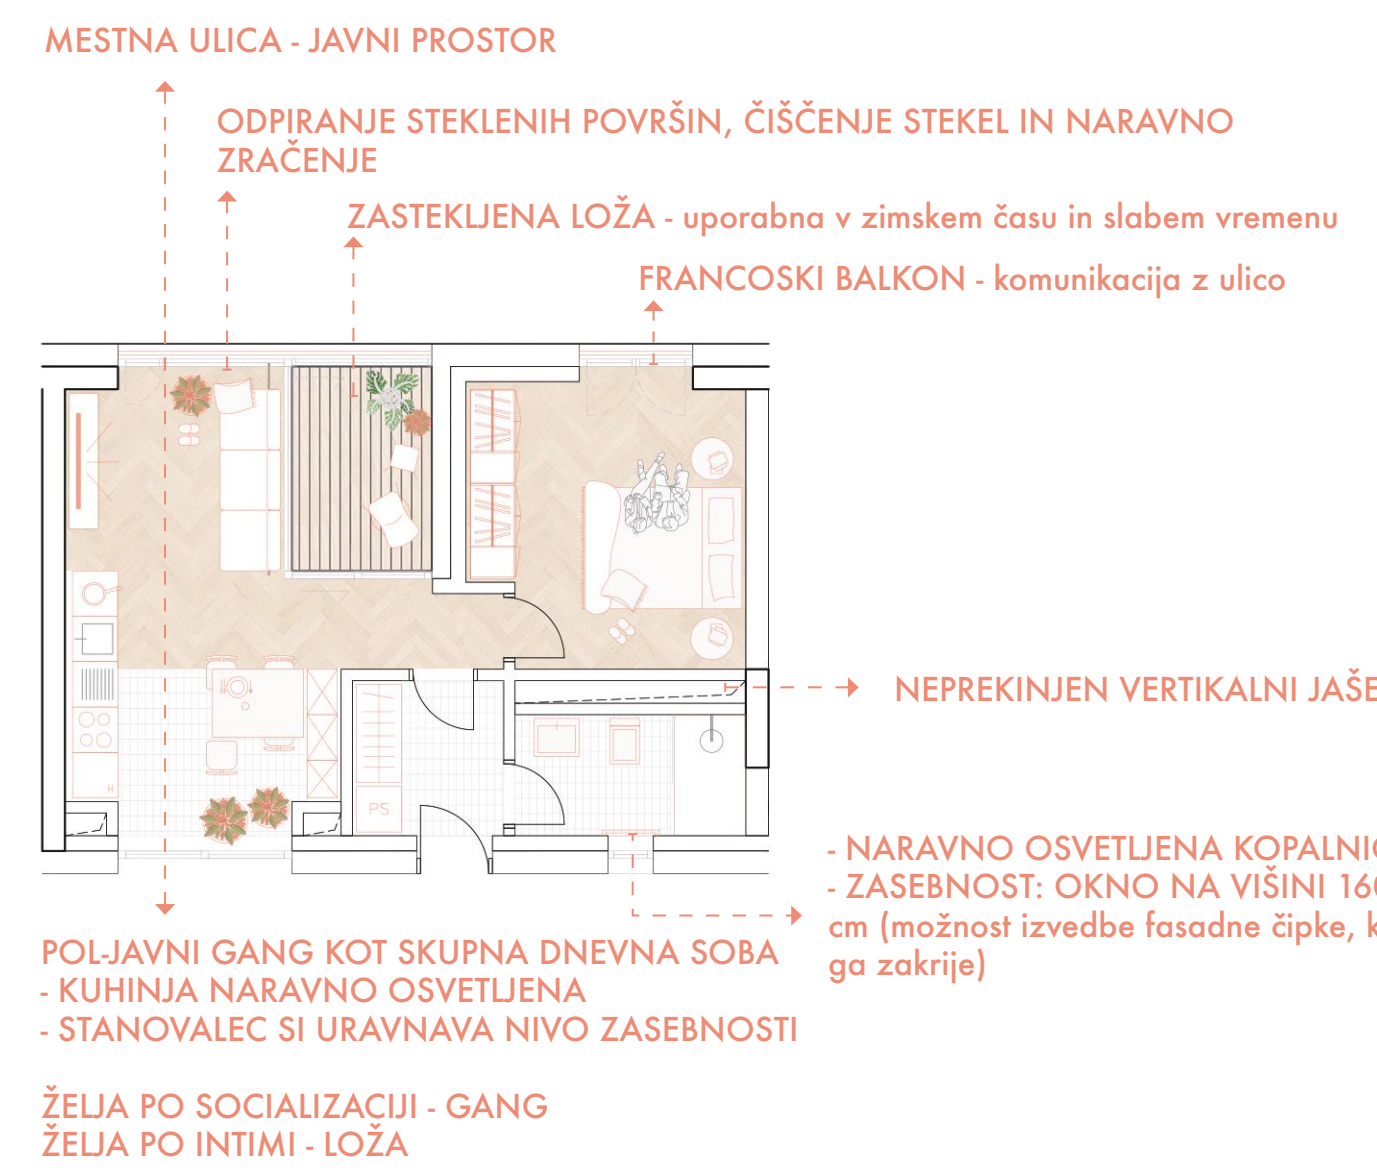 MESTNA ULICA - JAVNI PROSTOR
ODPIRANJE STEKLENIH POVRŠIN, ČIŠČENJE STEKEL IN NARAVNO
ZRAČENJE
ZASTEKLJENA LOŽA - uporabna v zimskem času in slabem vremenu
FRANCOSKI BALKON - komunikacija z ulico
NEPREKINJEN VERTIKALNI JAŠE
H
PS
- NARAVNO OSVETLJENA KOPALNIC
- ZASEBNOST: OKNO NA VIŠINI 160
cm (možnost izvedbe fasadne čipke, k
ga zakrije)
POL-JAVNI GANG KOT SKUPNA DNEVNA SOBA
- KUHINJA NARAVNO OSVETLJENA
- STANOVALEC SI URAVNAVA NIVO ZASEBNOSTI
ŽELJA PO SOCIALIZACIJI - GANG
ŽELJA PO INTIMI - LOŽA